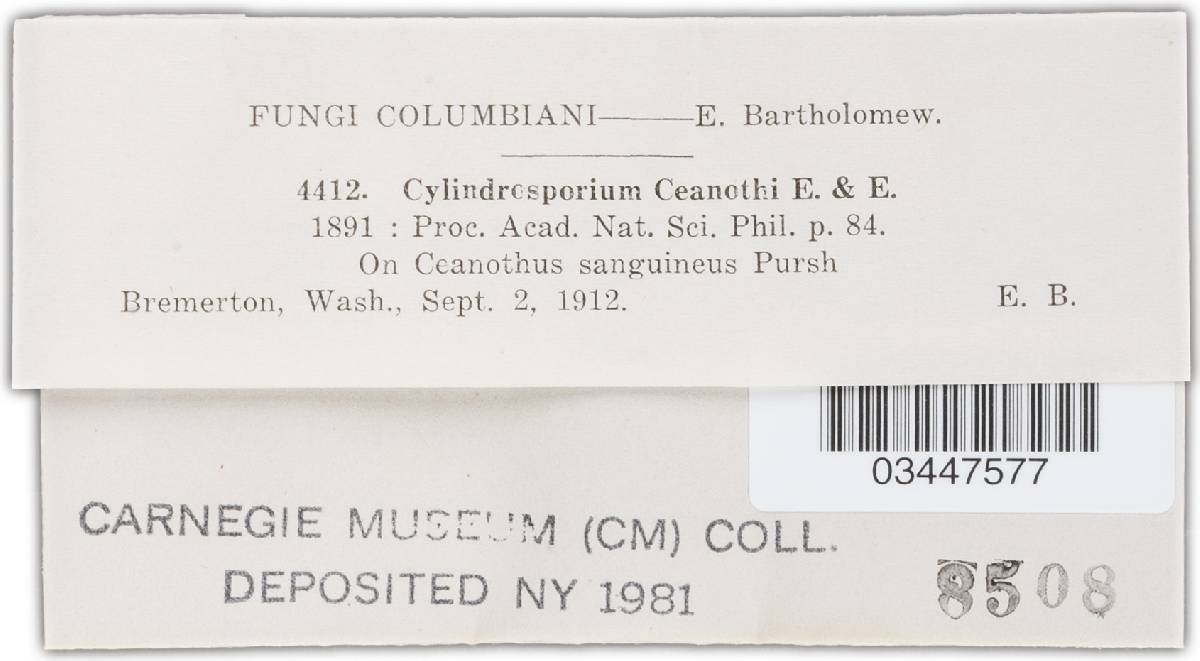 FUNGI COLUMBIANI——E. Bartholomew.
4412. Cylindrosporium Ceanothi E. & E.
1891 : Proc. Acad. Nat. Sci. Phil. p. 84.
On Ceanothus sanguineus Pursh
Bremerton, Wash., Sept. 2, 1912. E. B.
03447577
CARNEGIE MUSEUM (CM) COLL.
DEPOSITED NY 1981
8508